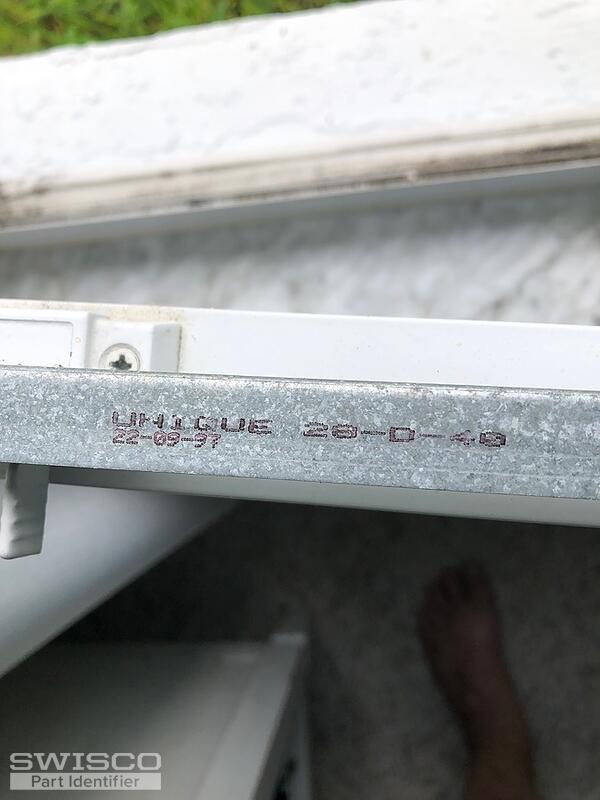 UNIQUE 28-D-49
22-09-97
SWISCO
Part Identifier